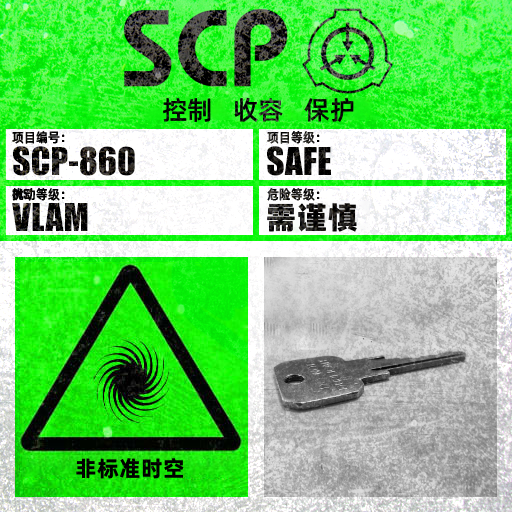 SCP
控制 收容 保护
项目编号：
SCP-860
项目等级：
SAFE
扰动等级：
VLAM
危险等级：
需谨慎
非标准时空